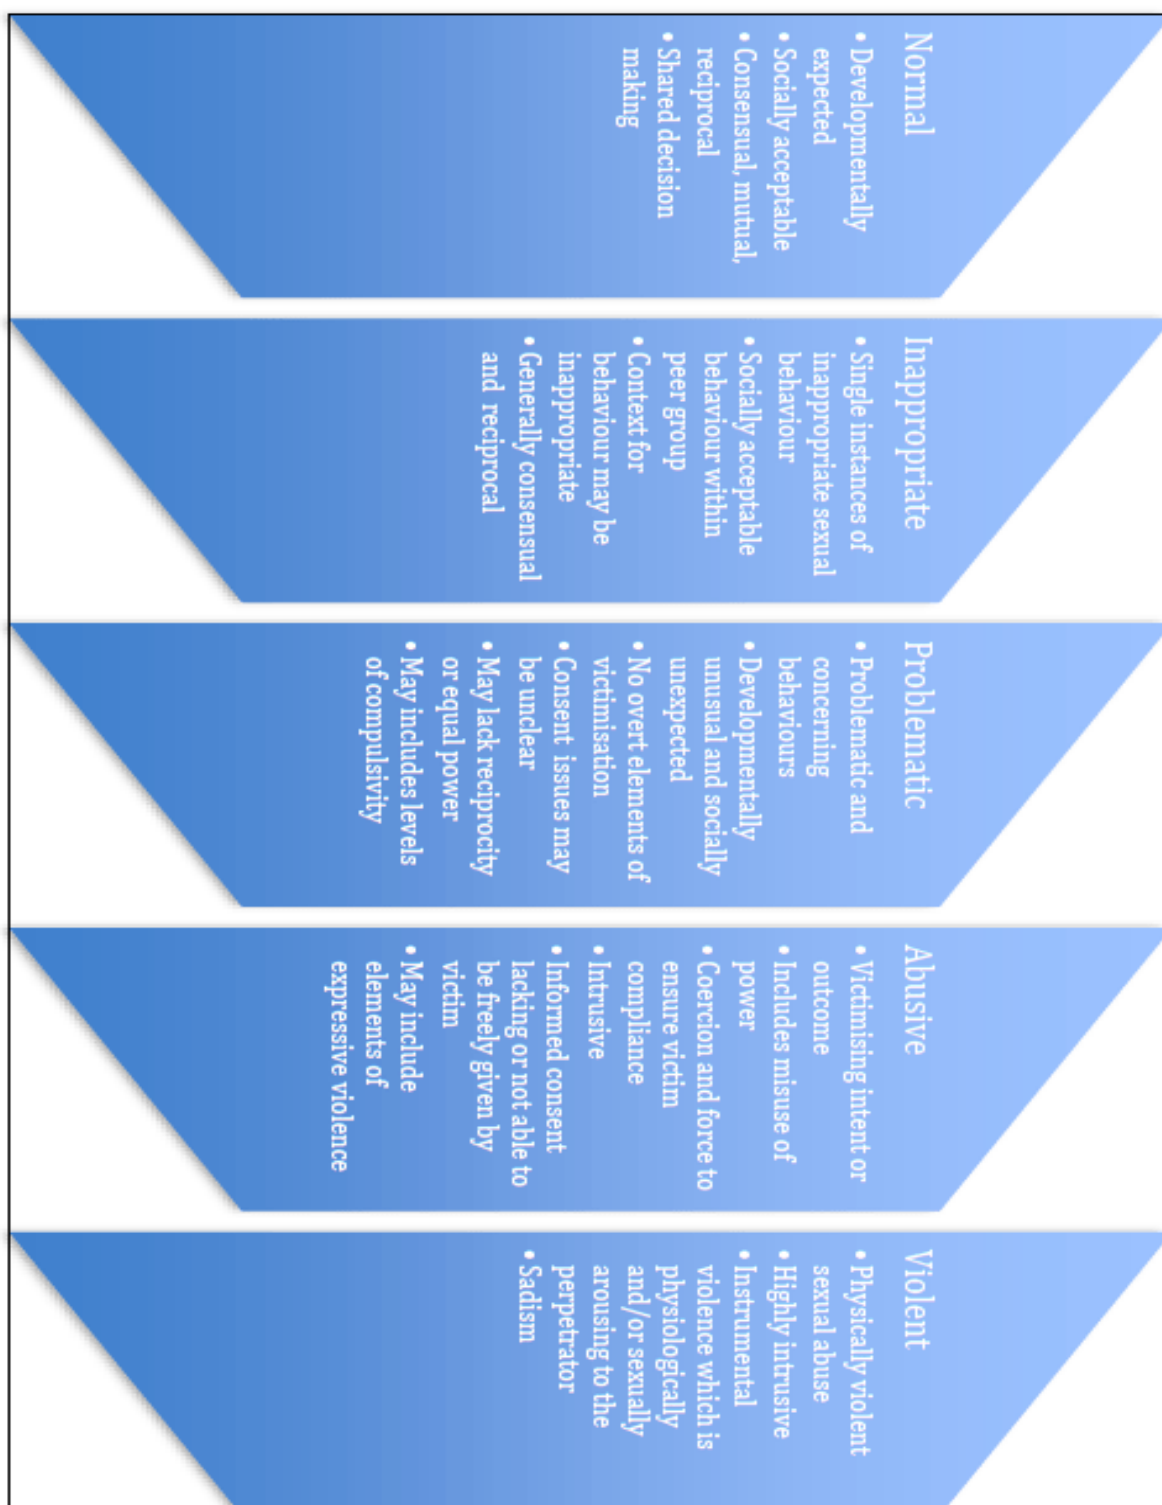 Normal
• Developmentally
expected
• Socially acceptable
• Consensual, mutual,
reciprocal
• Shared decision
making
Inappropriate
• Single instances of
inappropriate sexual
behaviour
• Socially acceptable
behaviour within
peer group
• Context for
behaviour may be
inappropriate
• Generally consensual
and reciprocal
Problematic
• Problematic and
concerning
behaviours
• Developmentally
unusual and socially
unexpected
• No overt elements of
victimisation
• Consent issues may
be unclear
• May lack reciprocity
or equal power
• May includes levels
of compulsivity
Abusive
• Victimising intent or
outcome
• Includes misuse of
power
• Coercion and force to
ensure victim
compliance
• Intrusive
• Informed consent
lacking or not able to
be freely given by
victim
• May include
elements of
expressive violence
Violent
• Physically violent
sexual abuse
• Highly intrusive
• Instrumental
violence which is
physiologically
and/or sexually
arousing to the
perpetrator
• Sadism